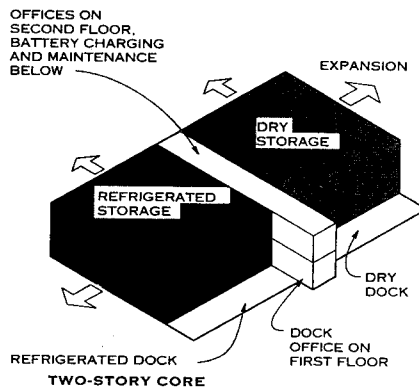 OFFICES ON
SECOND FLOOR,
BATTERY CHARGING
AND MAINTENANCE
BELOW
EXPANSION
DRY
STORAGE
REFRIGERATED
STORAGE
DRY
DOCK
DOCK
OFFICE ON
FIRST FLOOR
REFRIGERATED DOCK
TWO-STORY CORE